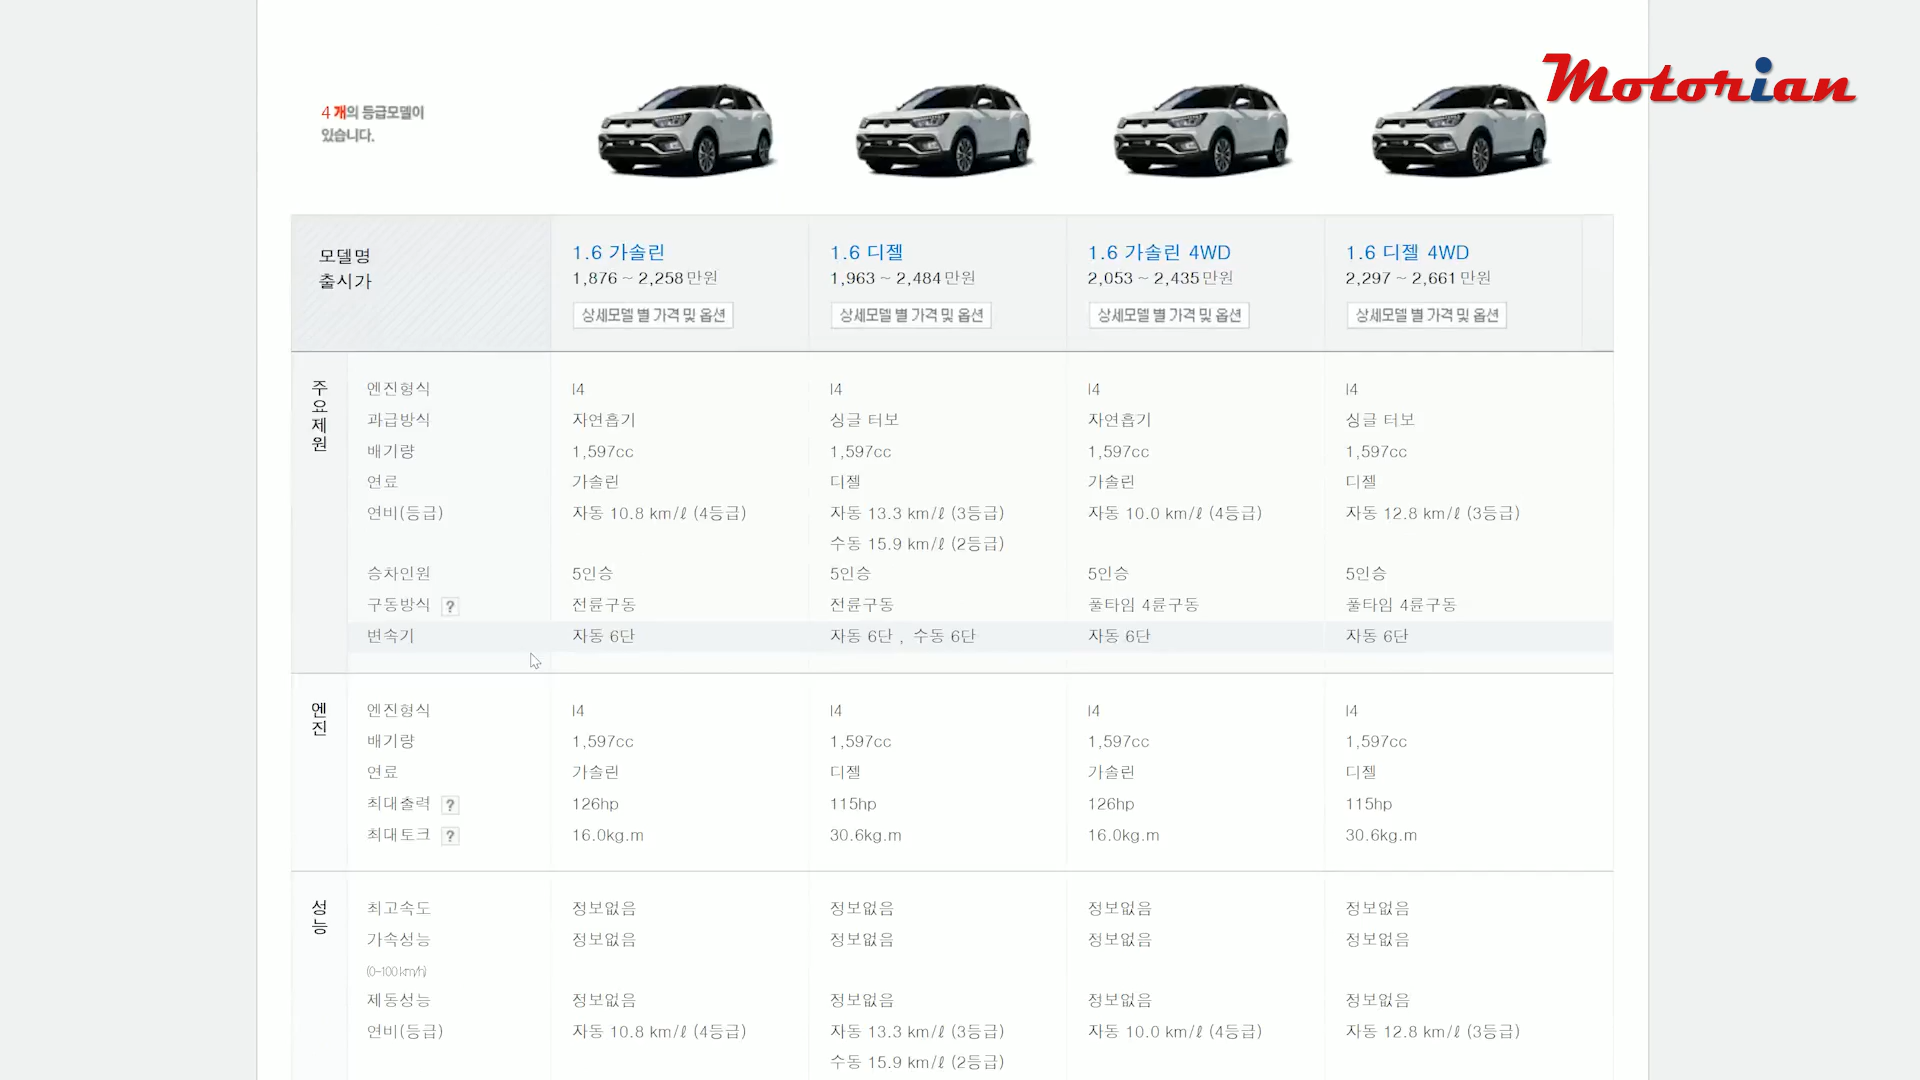 Motorian
4개의 등급모델이
있습니다.
모델명
출시가
1.6 가솔린
1,876 ~ 2,258만원
상세모델 별 가격 및 옵션
1.6 디젤
1,963 ~ 2,484만원
상세모델 별 가격 및 옵션
1.6 가솔린 4WD
2,053 ~ 2,435만원
상세모델 별 가격 및 옵션
1.6 디젤 4WD
2,297 ~ 2,661만원
상세모델 별 가격 및 옵션
주요제원
엔진형식 I4 I4 I4 I4
과급방식 자연흡기 싱글 터보 자연흡기 싱글 터보
배기량 1,597cc 1,597cc 1,597cc 1,597cc
연료 가솔린 디젤 가솔린 디젤
연비(등급) 자동 10.8 km/ℓ (4등급) 자동 13.3 km/ℓ (3등급) 자동 10.0 km/ℓ (4등급) 자동 12.8 km/ℓ (3등급)
수동 15.9 km/ℓ (2등급)
승차인원 5인승 5인승 5인승 5인승
구동방식 ? 전륜구동 전륜구동 풀타임 4륜구동 풀타임 4륜구동
변속기 자동 6단 자동 6단 , 수동 6단 자동 6단 자동 6단
엔진
엔진형식 I4 I4 I4 I4
배기량 1,597cc 1,597cc 1,597cc 1,597cc
연료 가솔린 디젤 가솔린 디젤
최대출력 ? 126hp 115hp 126hp 115hp
최대토크 ? 16.0kg.m 30.6kg.m 16.0kg.m 30.6kg.m
성능
최고속도 정보없음 정보없음 정보없음 정보없음
가속성능 정보없음 정보없음 정보없음 정보없음
(0-100km/h)
제동성능 정보없음 정보없음 정보없음 정보없음
연비(등급) 자동 10.8 km/ℓ (4등급) 자동 13.3 km/ℓ (3등급) 자동 10.0 km/ℓ (4등급) 자동 12.8 km/ℓ (3등급)
수동 15.9 km/ℓ (2등급)